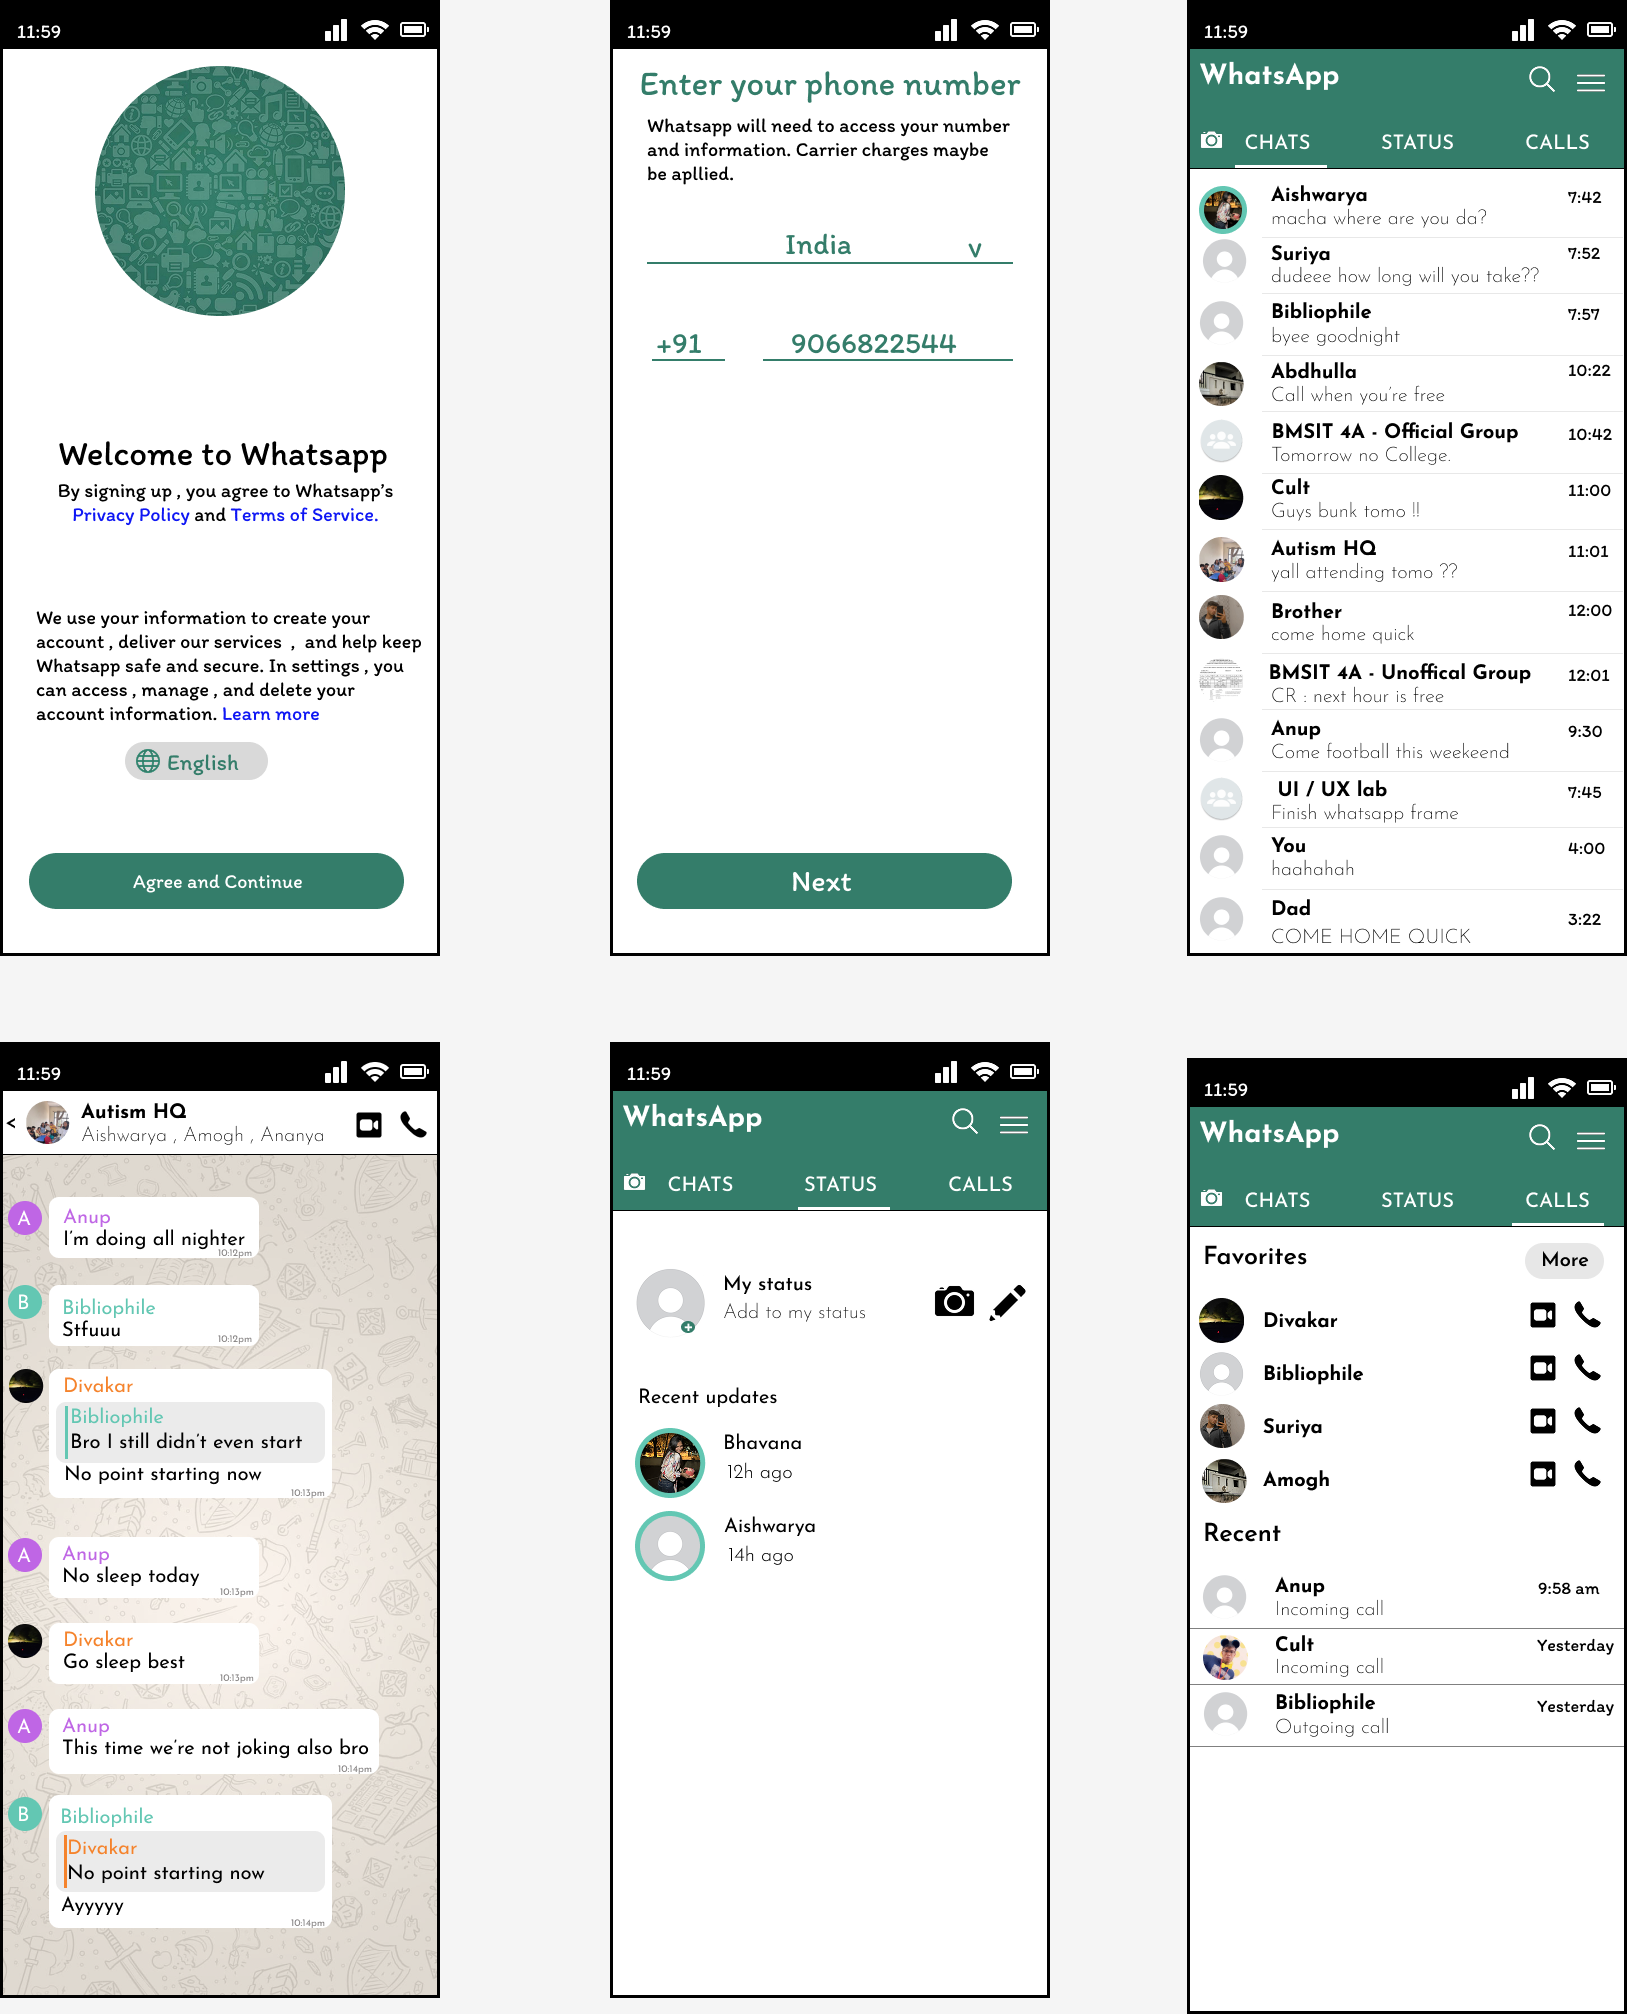 11:59
Welcome to Whatsapp
By signing up , you agree to Whatsapp's
Privacy Policy and Terms of Service.
We use your information to create your
account , deliver our services , and help keep
Whatsapp safe and secure. In settings , you
can access , manage , and delete your
account information. Learn more
English
Agree and Continue
11:59
Enter your phone number
Whatsapp will need to access your number
and information. Carrier charges maybe
be apllied.
India v
+91 9066822544
Next
11:59
WhatsApp
CHATS STATUS CALLS
Aishwarya 7:42
macha where are you da?
Suriya 7:52
dudeee how long will you take??
Bibliophile 7:57
byee goodnight
Abdhulla 10:22
Call when you're free
BMSIT 4A - Official Group 10:42
Tomorrow no College.
Cult 11:00
Guys bunk tomo !!
Autism HQ 11:01
yall attending tomo ??
Brother 12:00
come home quick
BMSIT 4A - Unoffical Group 12:01
CR : next hour is free
Anup 9:30
Come football this weekeend
UI / UX lab 7:45
Finish whatsapp frame
You 4:00
haahahah
Dad 3:22
COME HOME QUICK
11:59
< Autism HQ
Aishwarya , Amogh , Ananya
A Anup
I'm doing all nighter
10:12pm
B Bibliophile
Stfuuu
10:12pm
Divakar
Bibliophile
Bro I still didn't even start
No point starting now
10:13pm
A Anup
No sleep today
10:13pm
Divakar
Go sleep best
10:13pm
A Anup
This time we're not joking also bro
10:14pm
B Bibliophile
Divakar
No point starting now
Ayyyyy
10:14pm
11:59
WhatsApp
CHATS STATUS CALLS
My status
Add to my status
Recent updates
Bhavana
12h ago
Aishwarya
14h ago
11:59
WhatsApp
CHATS STATUS CALLS
Favorites More
Divakar
Bibliophile
Suriya
Amogh
Recent
Anup 9:58 am
Incoming call
Cult Yesterday
Incoming call
Bibliophile Yesterday
Outgoing call